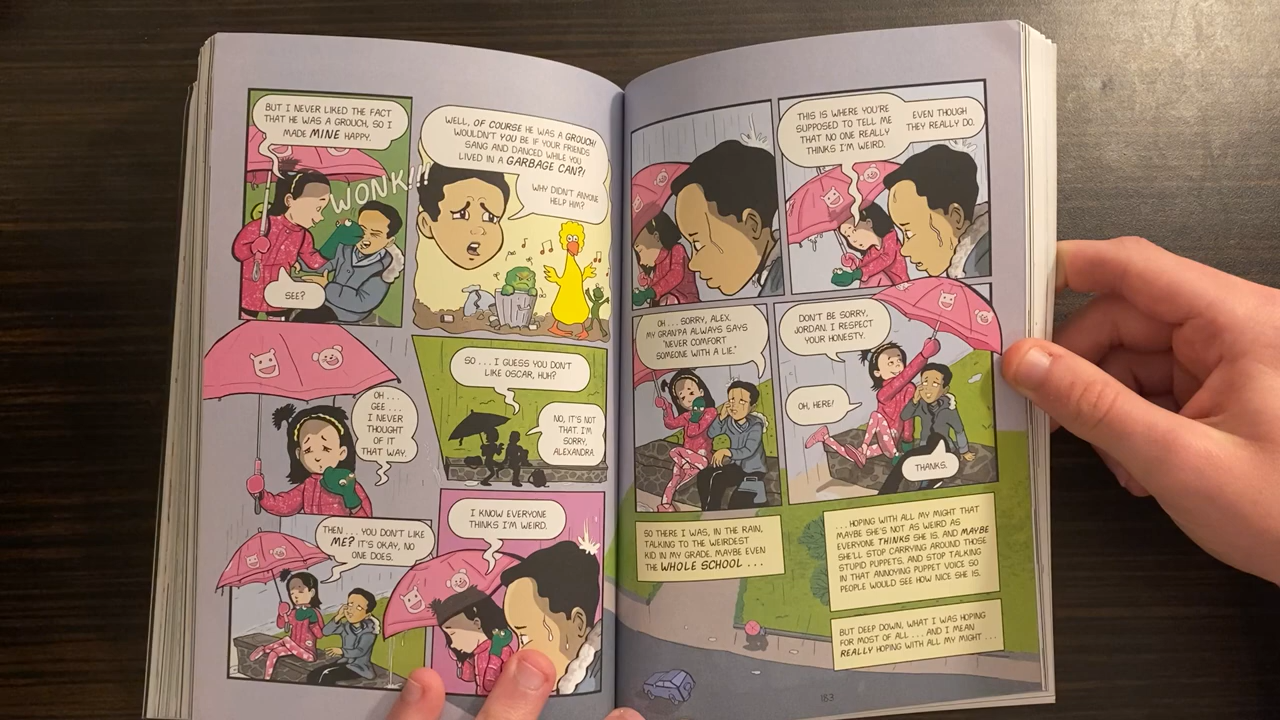 BUT I NEVER LIKED THE FACT
THAT HE WAS A GROUCH, SO I
MADE MINE HAPPY.
WONK!!!
SEE?
WELL, OF COURSE HE WAS A GROUCH!
WOULDN'T YOU BE IF YOUR FRIENDS
SANG AND DANCED WHILE YOU
LIVED IN A GARBAGE CAN?!
WHY DIDN'T ANYONE
HELP HIM?
OH...
GEE...
I NEVER
THOUGHT
OF IT
THAT WAY.
SO... I GUESS YOU DON'T
LIKE OSCAR, HUH?
NO, IT'S NOT
THAT. I'M
SORRY,
ALEXANDRA
THEN... YOU DON'T LIKE
ME? IT'S OKAY, NO
ONE DOES.
I KNOW EVERYONE
THINKS I'M WEIRD.
THIS IS WHERE YOU'RE
SUPPOSED TO TELL ME
THAT NO ONE REALLY
THINKS I'M WEIRD.
EVEN THOUGH
THEY REALLY DO.
OH... SORRY, ALEX.
MY GRAN'PA ALWAYS SAYS
"NEVER COMFORT
SOMEONE WITH A LIE."
DON'T BE SORRY,
JORDAN. I RESPECT
YOUR HONESTY.
OH, HERE!
THANKS.
SO THERE I WAS, IN THE RAIN,
TALKING TO THE WEIRDEST
KID IN MY GRADE. MAYBE EVEN
THE WHOLE SCHOOL...
...HOPING WITH ALL MY MIGHT THAT
MAYBE SHE'S NOT AS WEIRD AS
EVERYONE THINKS SHE IS. AND MAYBE
SHE'LL STOP CARRYING AROUND THOSE
STUPID PUPPETS. AND STOP TALKING
IN THAT ANNOYING PUPPET VOICE SO
PEOPLE WOULD SEE HOW NICE SHE IS.
BUT DEEP DOWN, WHAT I WAS HOPING
FOR MOST OF ALL... AND I MEAN
REALLY HOPING WITH ALL MY MIGHT...
183